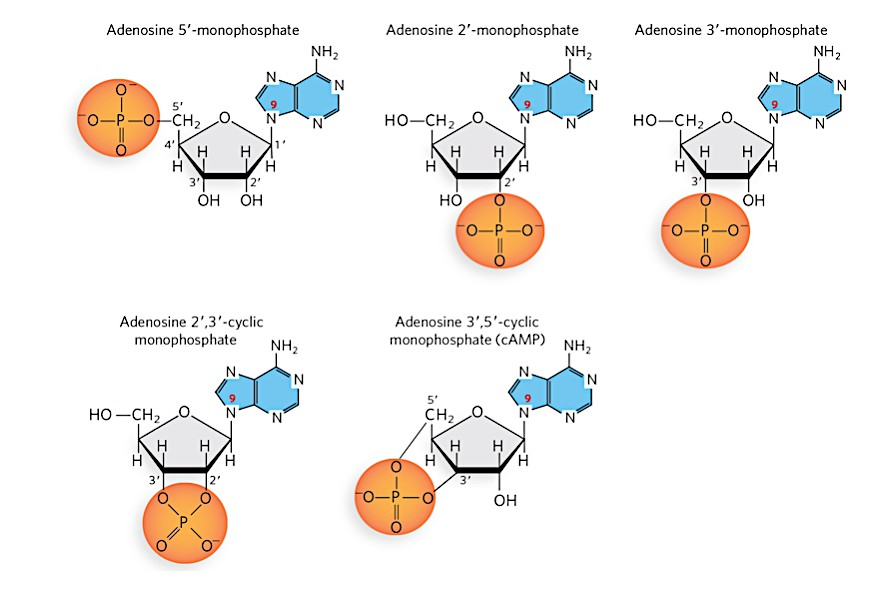 Adenosine 5′-monophosphate
NH2
N
N
9
N
N
O−
−O—P—O
O
5′
CH2
O
4′
H
H
H
H
1′
3′
2′
OH
OH
Adenosine 2′-monophosphate
NH2
N
N
9
N
N
HO—CH2
O
H
H
H
H
2′
HO
O
−O—P—O−
O
Adenosine 3′-monophosphate
NH2
N
N
9
N
N
HO—CH2
O
H
H
H
H
3′
O
OH
−O—P—O−
O
Adenosine 2′,3′-cyclic
monophosphate
NH2
N
N
9
N
N
HO—CH2
O
H
H
H
H
3′
2′
O
O
P
O
O−
Adenosine 3′,5′-cyclic
monophosphate (cAMP)
NH2
N
N
9
N
N
5′
CH2
O
H
H
H
H
3′
O
−O—P—O
O
OH